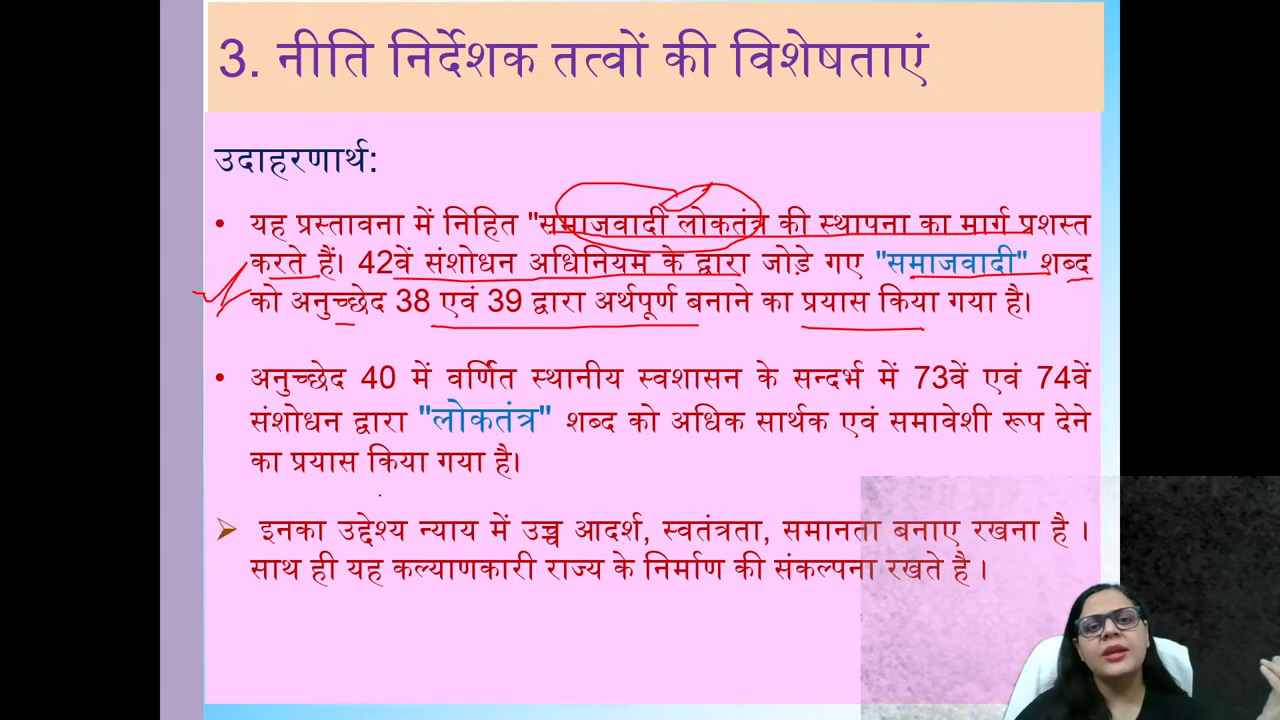 3. नीति निर्देशक तत्वों की विशेषताएं
उदाहरणार्थ:
• यह प्रस्तावना में निहित "समाजवादी लोकतंत्र की स्थापना का मार्ग प्रशस्त
करते हैं। 42वें संशोधन अधिनियम के द्वारा जोड़े गए "समाजवादी" शब्द
को अनुच्छेद 38 एवं 39 द्वारा अर्थपूर्ण बनाने का प्रयास किया गया है।
• अनुच्छेद 40 में वर्णित स्थानीय स्वशासन के सन्दर्भ में 73वें एवं 74वें
संशोधन द्वारा "लोकतंत्र" शब्द को अधिक सार्थक एवं समावेशी रूप देने
का प्रयास किया गया है।
➢ इनका उद्देश्य न्याय में उच्च आदर्श, स्वतंत्रता, समानता बनाए रखना है ।
साथ ही यह कल्याणकारी राज्य के निर्माण की संकल्पना रखते है ।